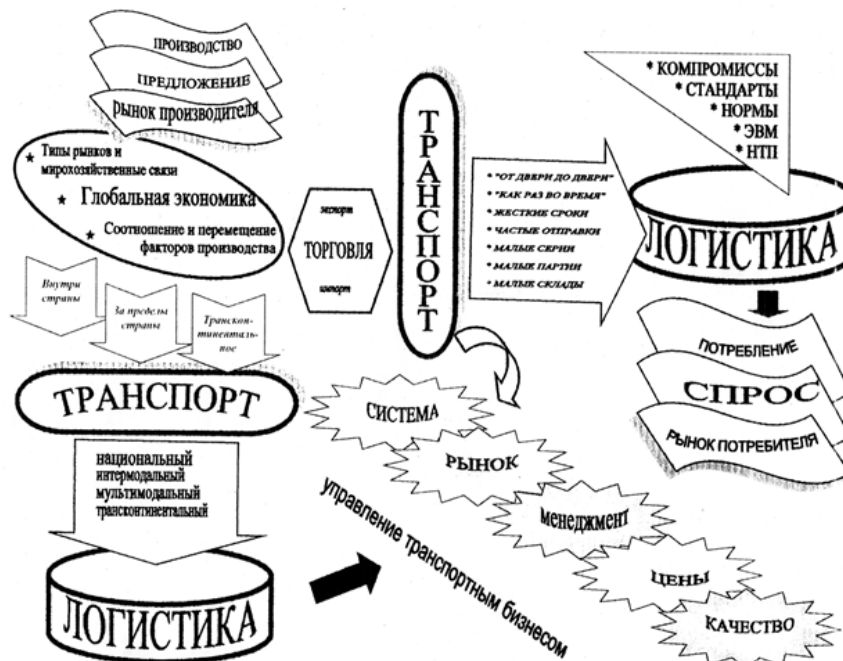 ПРОИЗВОДСТВО
ПРЕДЛОЖЕНИЕ
рынок производителя
★ Типы рынков и
мирохозяйственные связи
★ Глобальная экономика
★ Соотношение и перемещение
факторов производства
Внутри
страны
За пределы
страны
Транскон-
тиненталь-
ное
ТРАНСПОРТ
национальный
интермодальный
мультимодальный
трансконтинентальный
ЛОГИСТИКА
экспорт
ТОРГОВЛЯ
импорт
ТРАНСПОРТ
* "ОТ ДВЕРИ ДО ДВЕРИ"
* "КАК РАЗ ВО ВРЕМЯ"
* ЖЕСТКИЕ СРОКИ
* ЧАСТЫЕ ОТПРАВКИ
* МАЛЫЕ СЕРИИ
* МАЛЫЕ ПАРТИИ
* МАЛЫЕ СКЛАДЫ
* КОМПРОМИССЫ
* СТАНДАРТЫ
* НОРМЫ
* ЭВМ
* НТП
ЛОГИСТИКА
ПОТРЕБЛЕНИЕ
СПРОС
РЫНОК ПОТРЕБИТЕЛЯ
СИСТЕМА
РЫНОК
менеджмент
ЦЕНЫ
КАЧЕСТВО
управление транспортным бизнесом